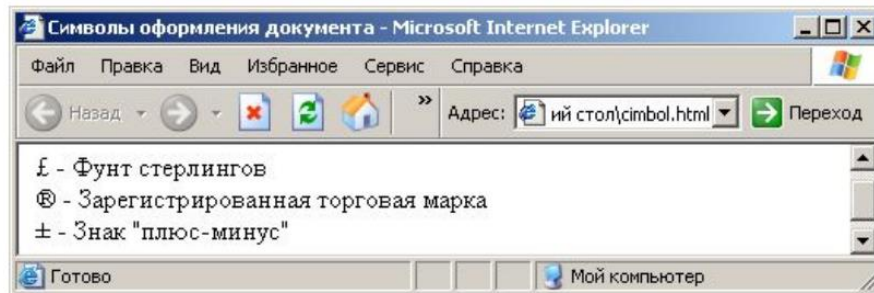 Символы оформления документа - Microsoft Internet Explorer
Файл Правка Вид Избранное Сервис Справка
Назад » Адрес: ий стол\cimbol.html Переход
£ - Фунт стерлингов
® - Зарегистрированная торговая марка
± - Знак "плюс-минус"
Готово Мой компьютер